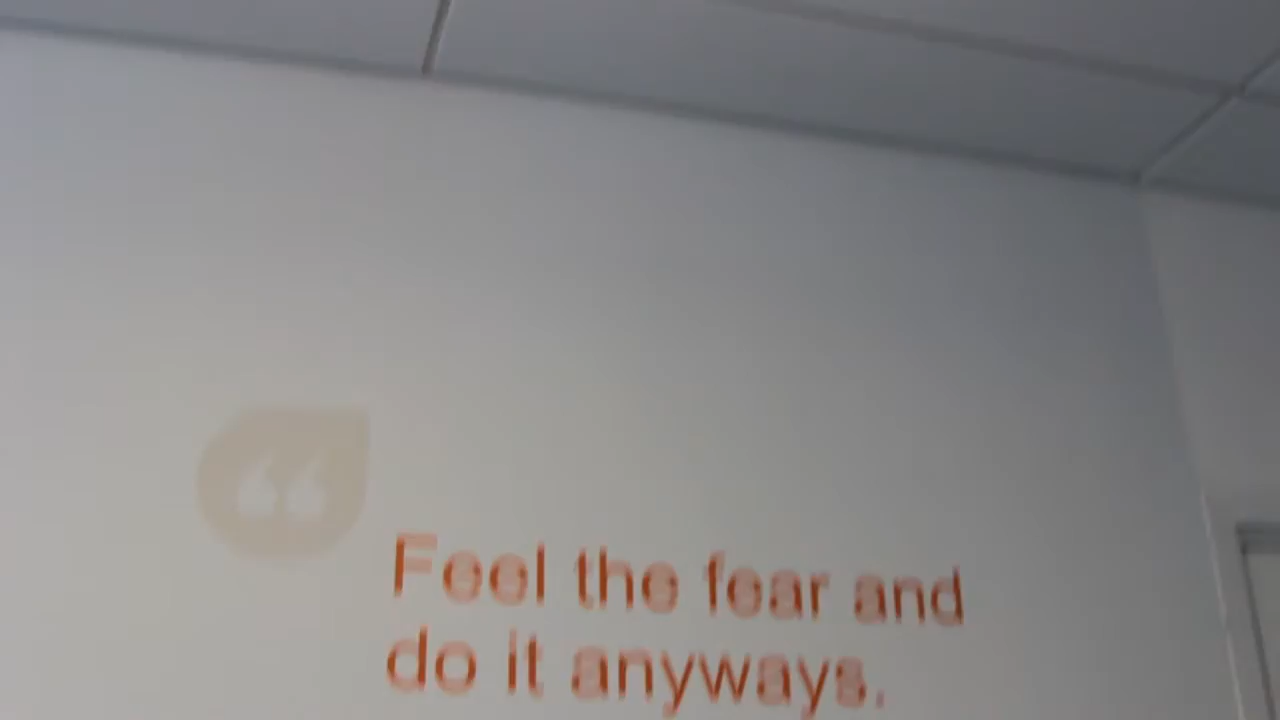 “
Feel the fear and
do it anyways.